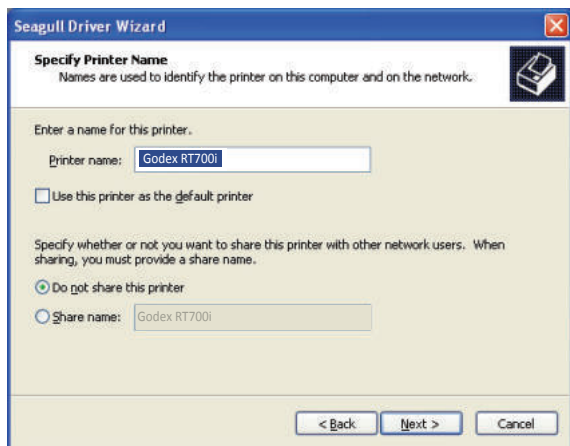 Seagull Driver Wizard
Specify Printer Name
Names are used to identify the printer on this computer and on the network.
Enter a name for this printer.
Printer name: Godex RT700i
Use this printer as the default printer
Specify whether or not you want to share this printer with other network users. When
sharing, you must provide a share name.
Do not share this printer
Share name: Godex RT700i
< Back Next > Cancel